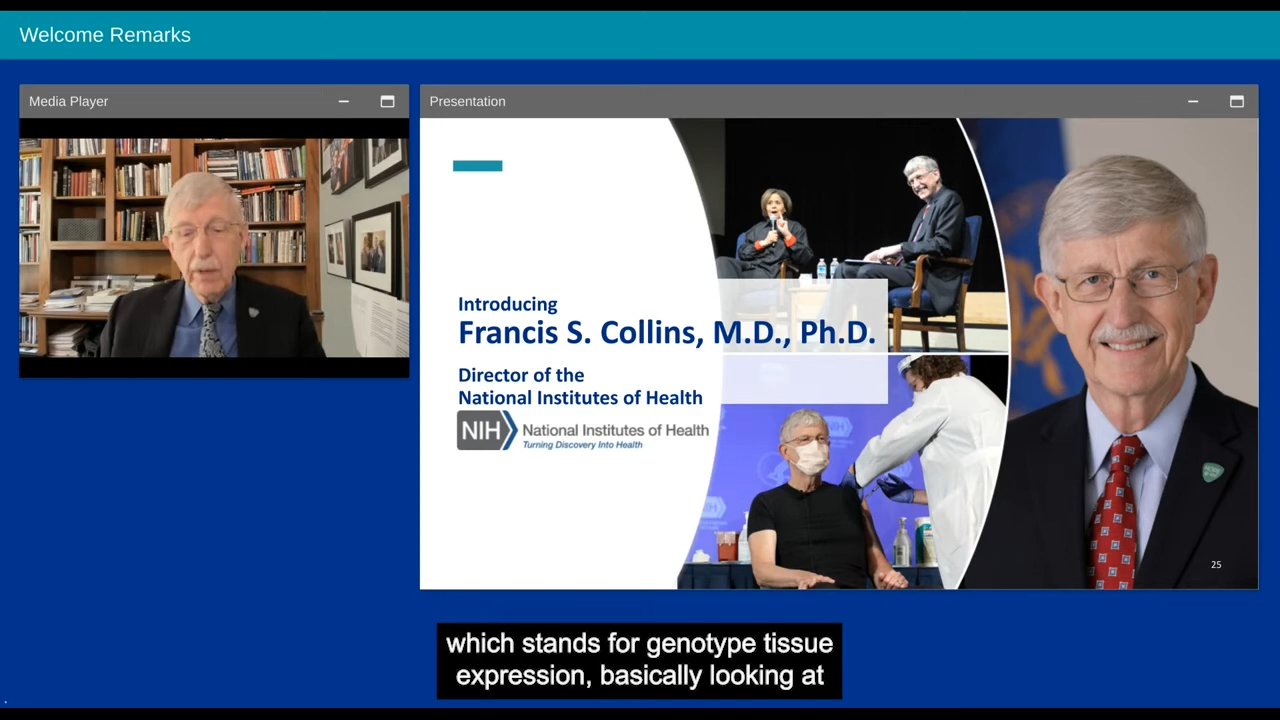 Welcome Remarks
Media Player
Presentation
Introducing
Francis S. Collins, M.D., Ph.D.
Director of the
National Institutes of Health
NIH National Institutes of Health
Turning Discovery Into Health
25
which stands for genotype tissue
expression, basically looking at